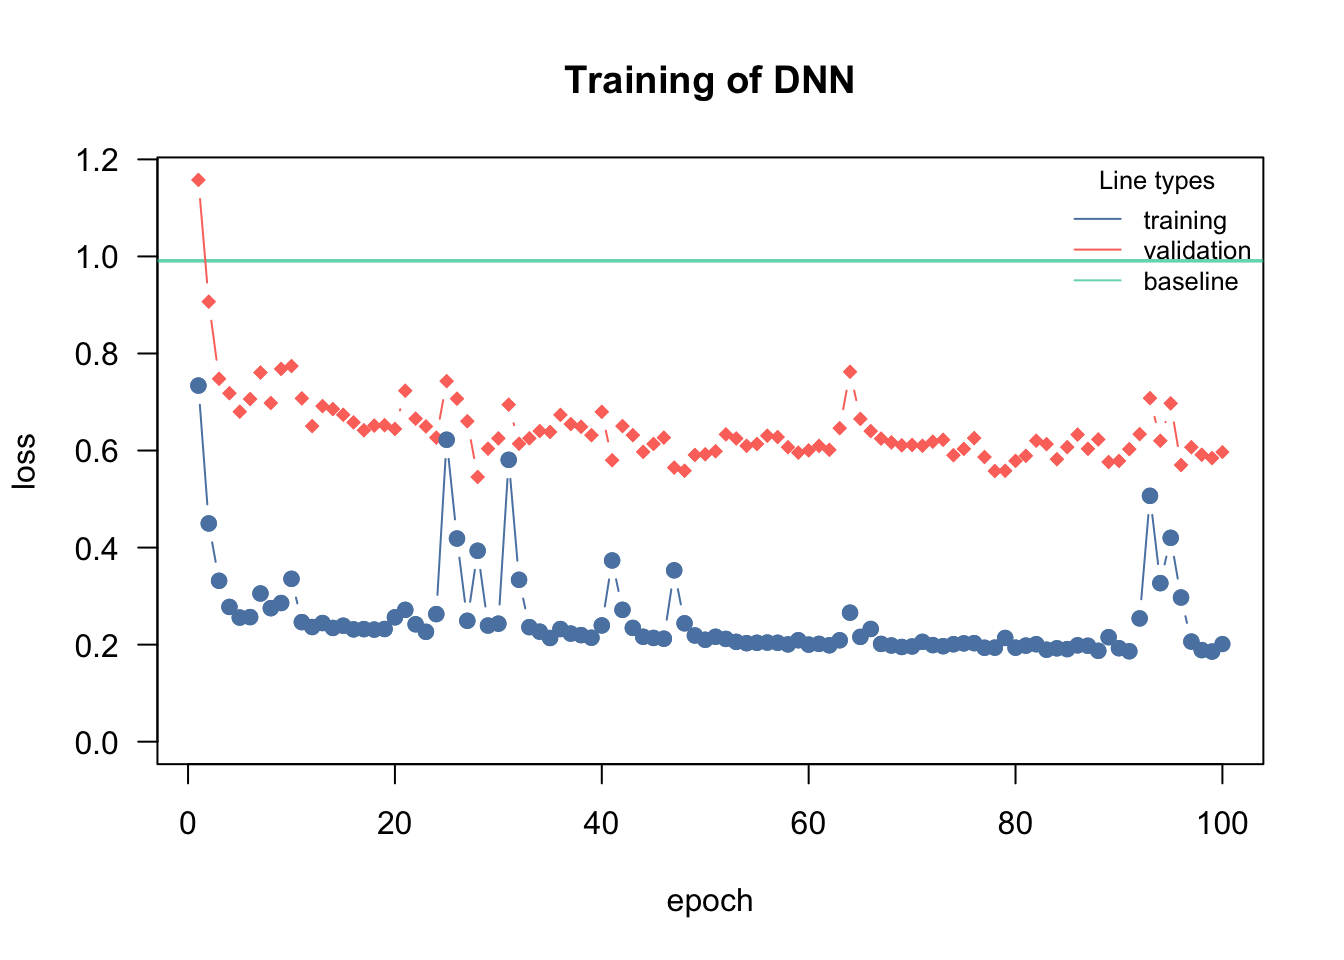 Training of DNN
1.2
1.0
0.8
0.6
0.4
0.2
0.0
loss
Line types
training
validation
baseline
0 20 40 60 80 100
epoch